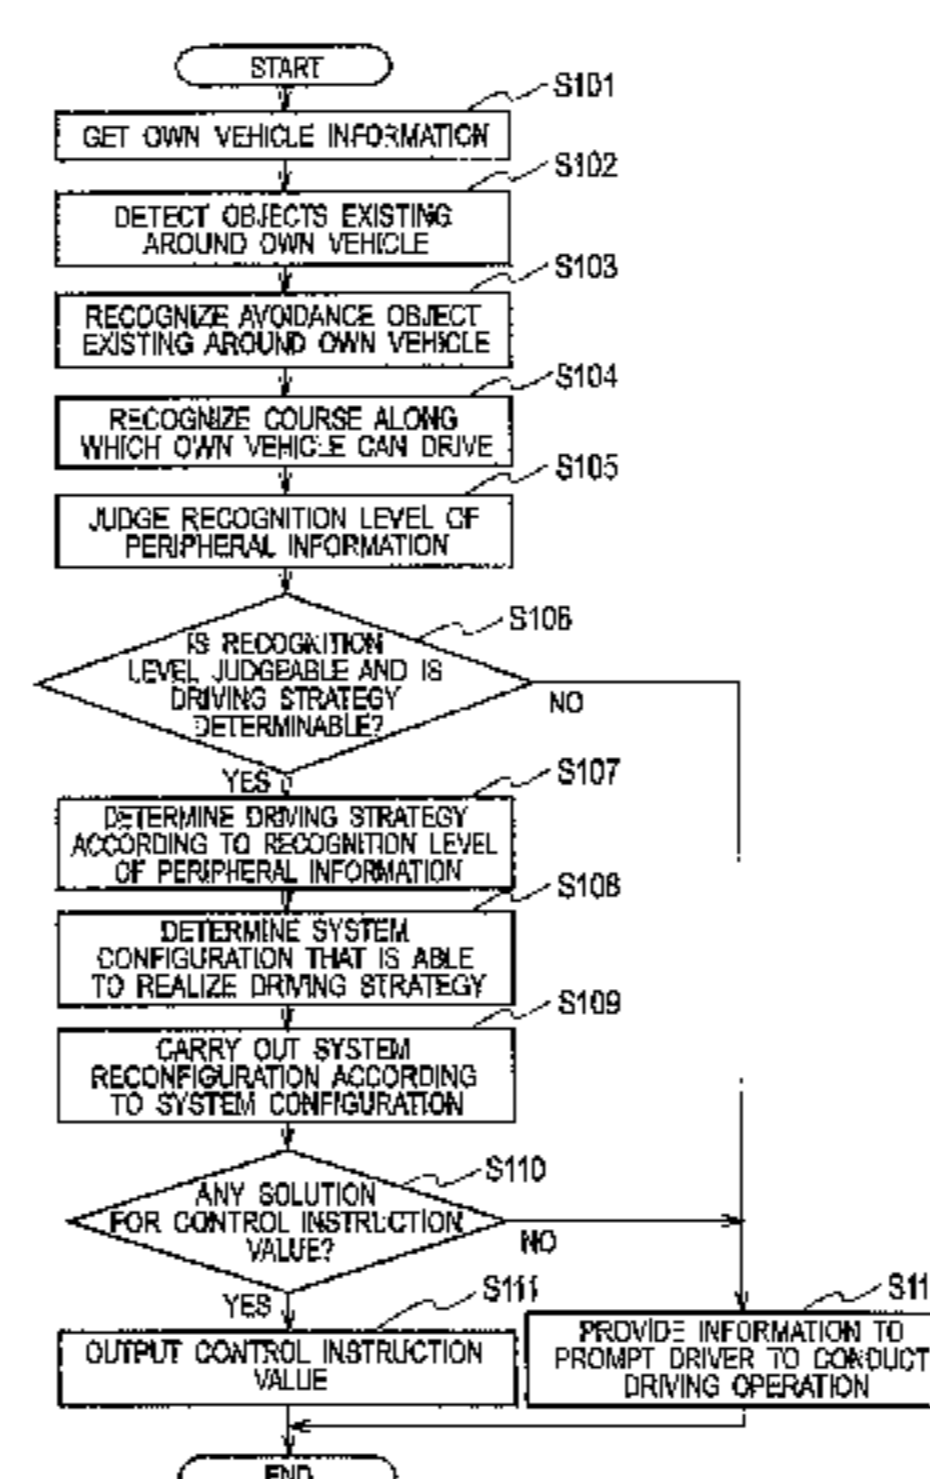 START
S101
GET OWN VEHICLE INFORMATION
S102
DETECT OBJECTS EXISTING
AROUND OWN VEHICLE
S103
RECOGNIZE AVOIDANCE OBJECT
EXISTING AROUND OWN VEHICLE
S104
RECOGNIZE COURSE ALONG
WHICH OWN VEHICLE CAN DRIVE
S105
JUDGE RECOGNITION LEVEL OF
PERIPHERAL INFORMATION
S106
IS RECOGNITION
LEVEL JUDGEABLE AND IS
DRIVING STRATEGY
DETERMINABLE?
NO
YES
S107
DETERMINE DRIVING STRATEGY
ACCORDING TO RECOGNITION LEVEL
OF PERIPHERAL INFORMATION
S108
DETERMINE SYSTEM
CONFIGURATION THAT IS ABLE
TO REALIZE DRIVING STRATEGY
S109
CARRY OUT SYSTEM
RECONFIGURATION ACCORDING
TO SYSTEM CONFIGURATION
S110
ANY SOLUTION
FOR CONTROL INSTRUCTION
VALUE?
NO
YES
S111
OUTPUT CONTROL INSTRUCTION
VALUE
PROVIDE INFORMATION TO
PROMPT DRIVER TO CONDUCT
DRIVING OPERATION
END